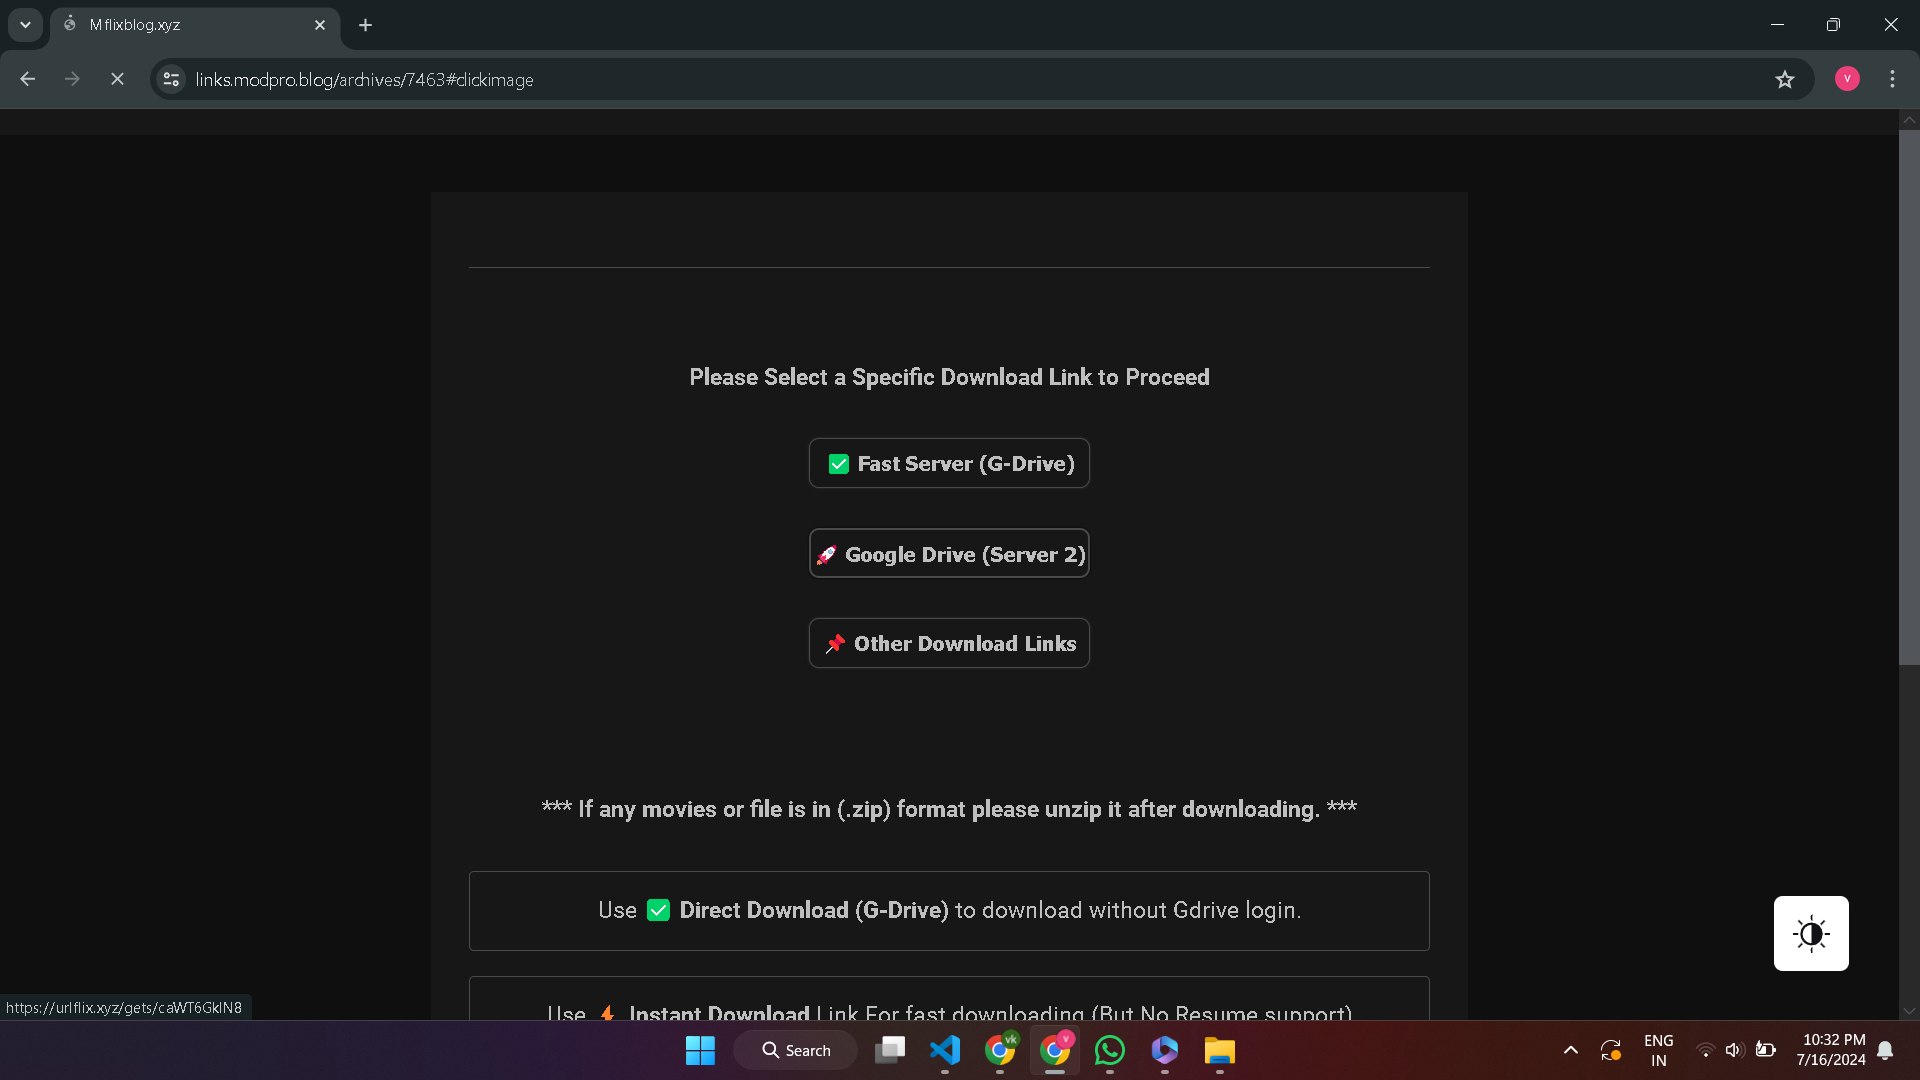 Mflixblog.xyz
links.modpro.blog/archives/7463#clickimage
V
Please Select a Specific Download Link to Proceed
✅ Fast Server (G-Drive)
🚀 Google Drive (Server 2)
📌 Other Download Links
*** If any movies or file is in (.zip) format please unzip it after downloading. ***
Use ✅ Direct Download (G-Drive) to download without Gdrive login.
Use ⚡ Instant Download Link For fast downloading (But No Resume support)
https://urlflix.xyz/gets/caWT6GkIN8
Search
vk
v
ENG
IN
10:32 PM
7/16/2024